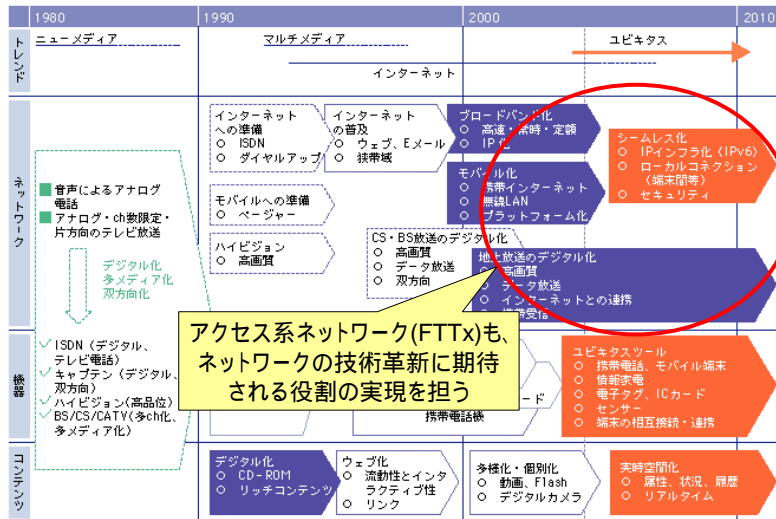 1980
1990
2000
2010
トレンド
ニューメディア
マルチメディア
ユビキタス
インターネット
ネットワーク
音声によるアナログ
電話
アナログ・ch数限定・
片方向のテレビ放送
デジタル化
多メディア化
双方向化
インターネット
への準備
○ ISDN
○ ダイヤルアップ
インターネット
の普及
○ ウェブ、Eメール
○ 狭帯域
ブロードバンド化
○ 高速・常時・定額
○ IP化
シームレス化
○ IPインフラ化（IPv6）
○ ローカルコネクション
（端末間等）
○ セキュリティ
モバイルへの準備
○ ページャー
モバイル化
○ 携帯インターネット
○ 無線LAN
○ プラットフォーム化
ハイビジョン
○ 高画質
CS・BS放送のデジタル化
○ 高画質
○ データ放送
○ 双方向
地上放送のデジタル化
○ 高画質
○ データ放送
○ インターネットとの連携
アクセス系ネットワーク(FTTx)も、
ネットワークの技術革新に期待
される役割の実現を担う
機器
✓ ISDN（デジタル、
テレビ電話）
✓ キャプテン（デジタル、
双方向）
✓ ハイビジョン（高品位）
✓ BS/CS/CATV（多ch化、
多メディア化）
携帯電話機
ード
ユビキタスツール
○ 携帯電話、モバイル端末
○ 情報家電
○ 電子タグ、ICカード
○ センサー
○ 端末の相互接続・連携
コンテンツ
デジタル化
○ CD-ROM
○ リッチコンテンツ
ウェブ化
○ 流動性とインタ
ラクティブ性
○ リンク
多様化・個別化
○ 動画、Flash
○ デジタルカメラ
実時空間化
○ 属性、状況、履歴
○ リアルタイム